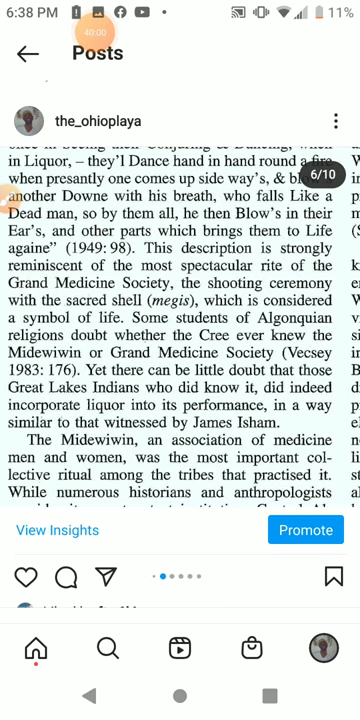 6:38 PM
11%
40:00
Posts
the_ohioplaya
6/10
in Liquor, – they'l Dance hand in hand round a fire
when presantly one comes up side way's, & blow's
another Downe with his breath, who falls Like a
Dead man, so by them all, he then Blow's in their
Ear's, and other parts which brings them to Life
againe" (1949: 98). This description is strongly
reminiscent of the most spectacular rite of the
Grand Medicine Society, the shooting ceremony
with the sacred shell (megis), which is considered
a symbol of life. Some students of Algonquian
religions doubt whether the Cree ever knew the
Midewiwin or Grand Medicine Society (Vecsey
1983: 176). Yet there can be little doubt that those
Great Lakes Indians who did know it, did indeed
incorporate liquor into its performance, in a way
similar to that witnessed by James Isham.
The Midewiwin, an association of medicine
men and women, was the most important col-
lective ritual among the tribes that practised it.
While numerous historians and anthropologists
View Insights
Promote